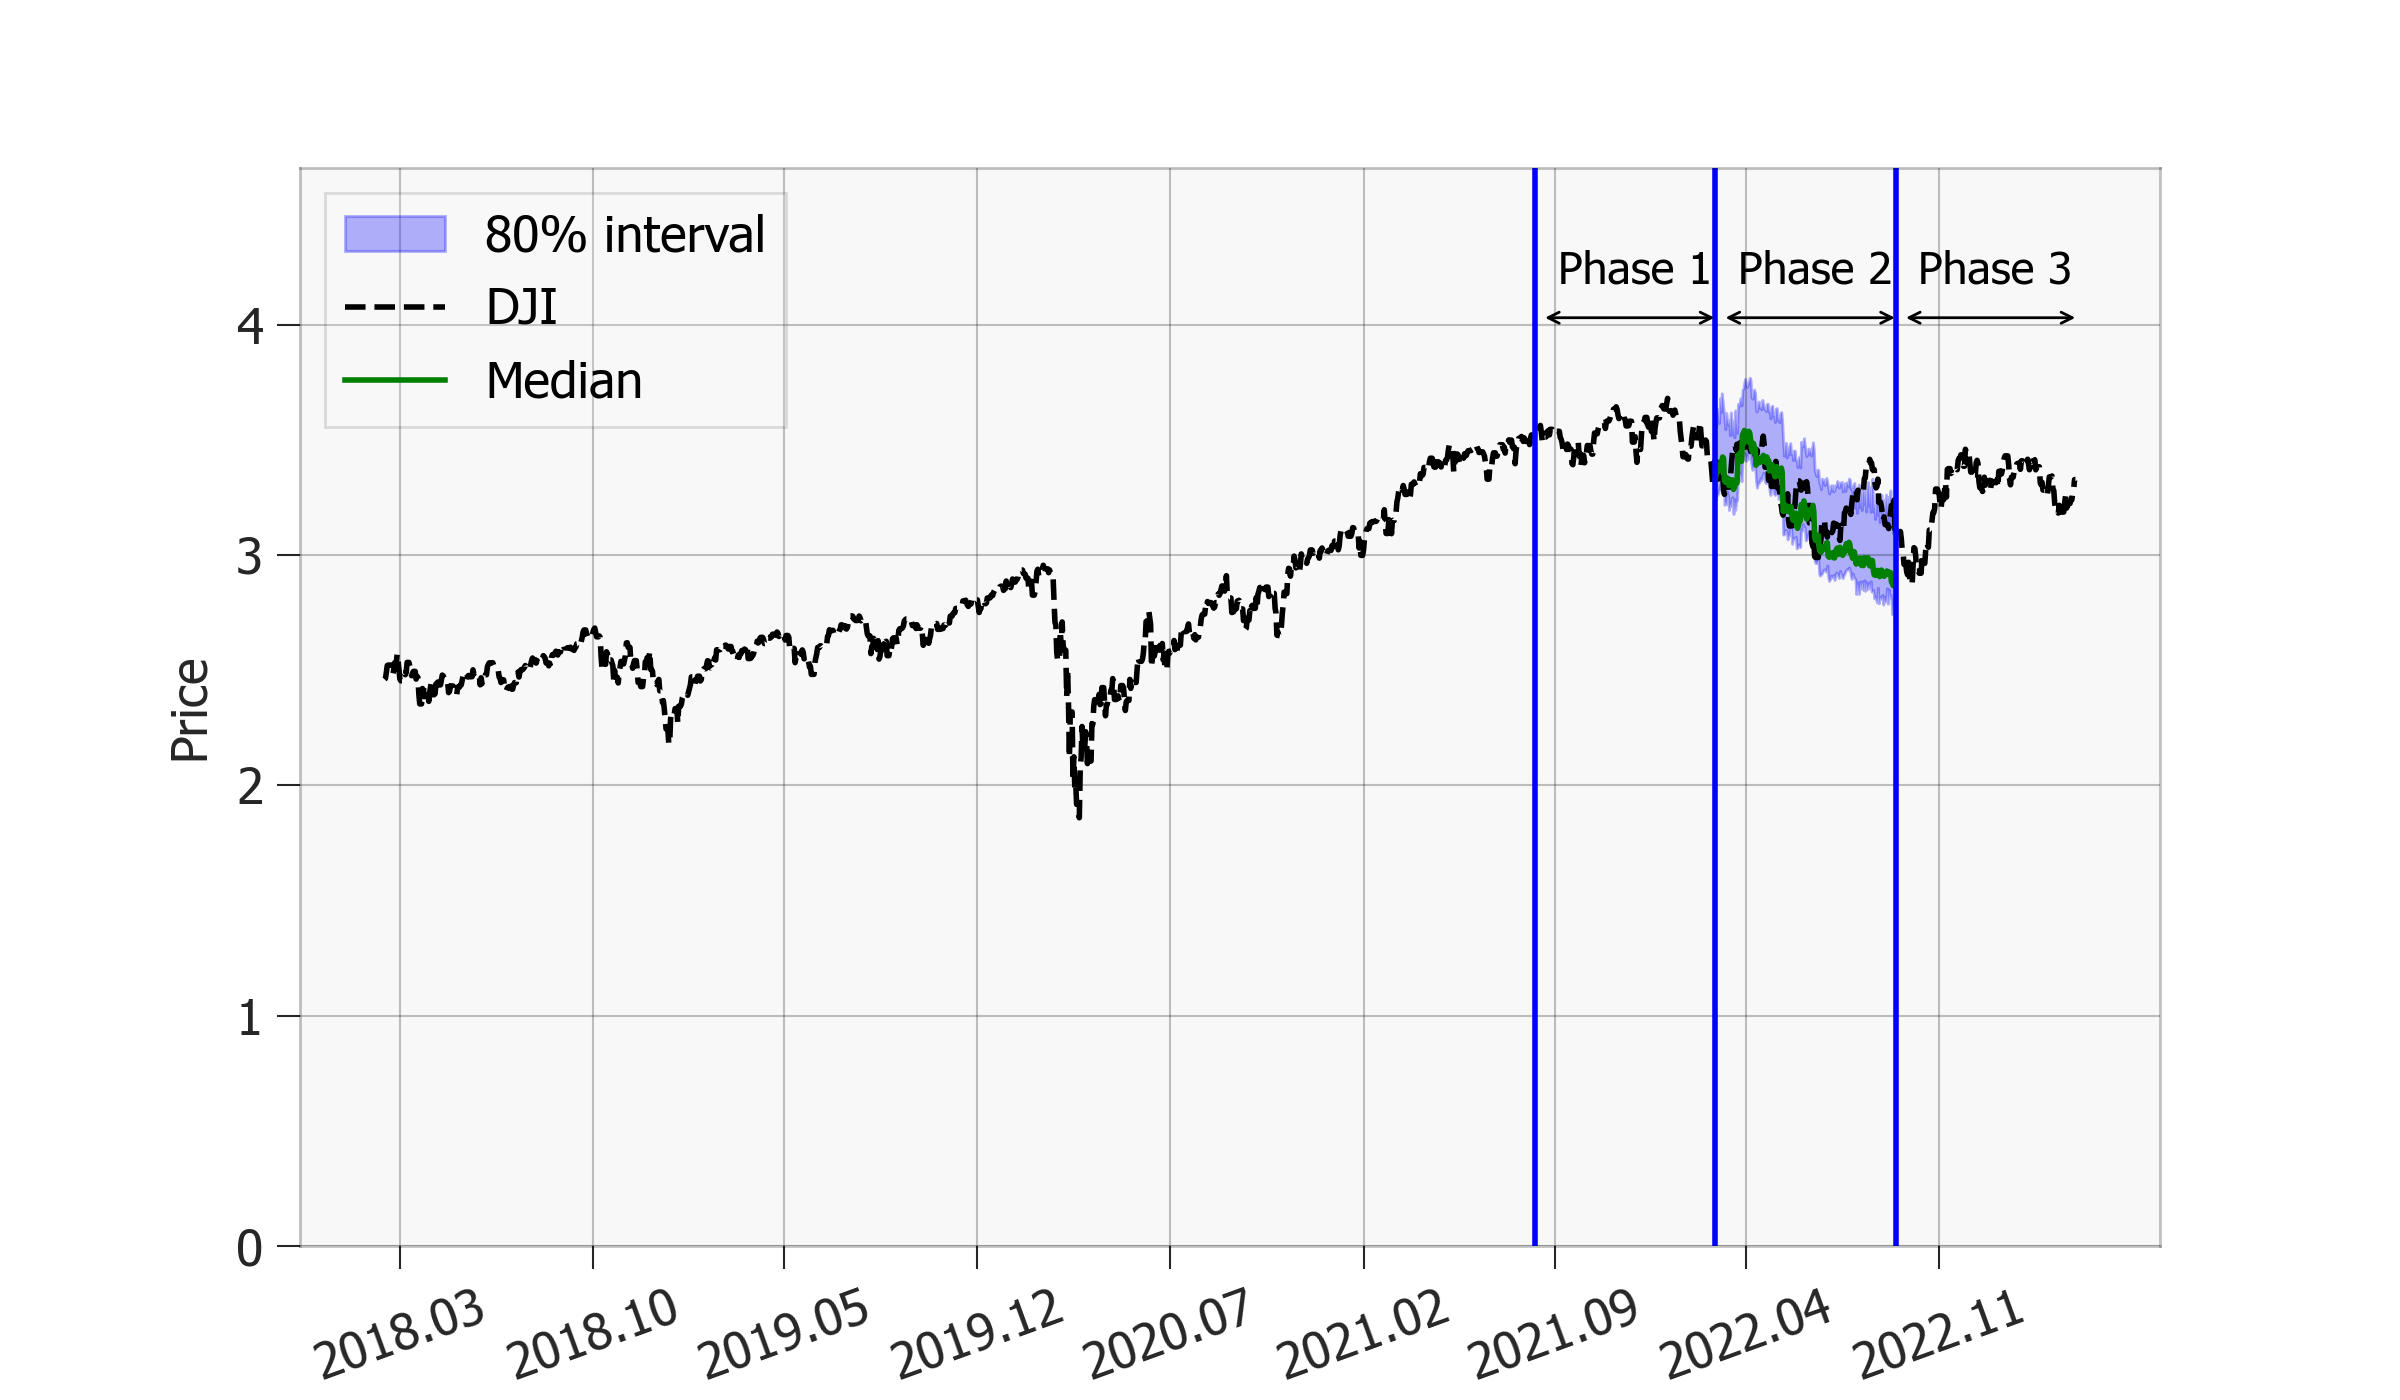 80% interval
DJI
Median
Phase 1
Phase 2
Phase 3
Price
4
3
2
1
0
2018.03
2018.10
2019.05
2019.12
2020.07
2021.02
2021.09
2022.04
2022.11